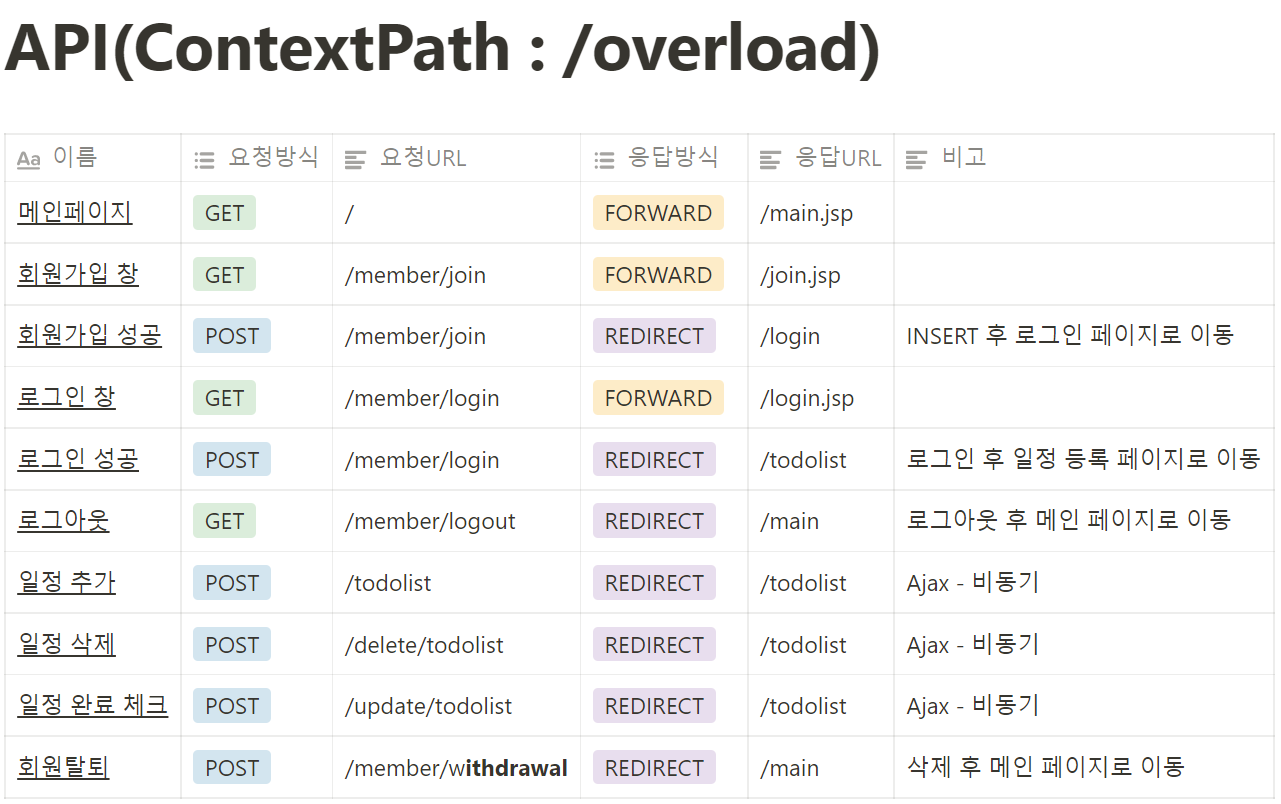 API(ContextPath : /overload)
Aa 이름 요청방식 요청URL 응답방식 응답URL 비고
메인페이지 GET / FORWARD /main.jsp
회원가입 창 GET /member/join FORWARD /join.jsp
회원가입 성공 POST /member/join REDIRECT /login INSERT 후 로그인 페이지로 이동
로그인 창 GET /member/login FORWARD /login.jsp
로그인 성공 POST /member/login REDIRECT /todolist 로그인 후 일정 등록 페이지로 이동
로그아웃 GET /member/logout REDIRECT /main 로그아웃 후 메인 페이지로 이동
일정 추가 POST /todolist REDIRECT /todolist Ajax - 비동기
일정 삭제 POST /delete/todolist REDIRECT /todolist Ajax - 비동기
일정 완료 체크 POST /update/todolist REDIRECT /todolist Ajax - 비동기
회원탈퇴 POST /member/withdrawal REDIRECT /main 삭제 후 메인 페이지로 이동